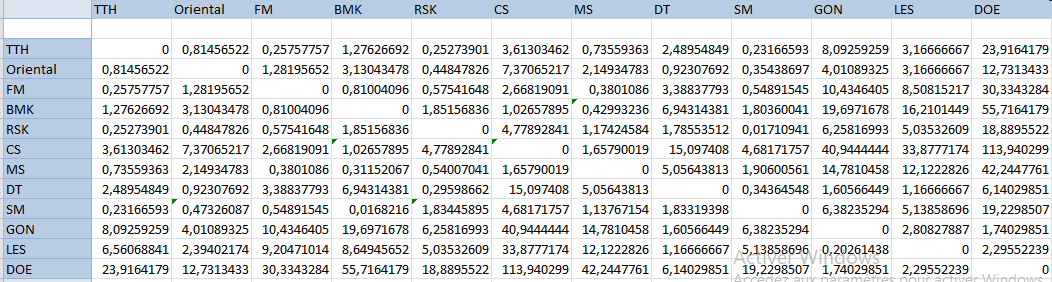 TTH Oriental FM BMK RSK CS MS DT SM GON LES DOE
TTH 0 0,81456522 0,25757757 1,27626692 0,25273901 3,61303462 0,73559363 2,48954849 0,23166593 8,09259259 3,16666667 23,9164179
Oriental 0,81456522 0 1,28195652 3,13043478 0,44847826 7,37065217 2,14934783 0,92307692 0,35438697 4,01089325 3,16666667 12,7313433
FM 0,25757757 1,28195652 0 0,81004096 0,57541648 2,66819091 0,3801086 3,38837793 0,54891545 10,4346405 8,50815217 30,3343284
BMK 1,27626692 3,13043478 0,81004096 0 1,85156836 1,02657895 0,42993236 6,94314381 1,80360041 19,6971678 16,2101449 55,7164179
RSK 0,25273901 0,44847826 0,57541648 1,85156836 0 4,77892841 1,17424584 1,78553512 0,01710941 6,25816993 5,03532609 18,8895522
CS 3,61303462 7,37065217 2,66819091 1,02657895 4,77892841 0 1,65790019 15,097408 4,68171757 40,9444444 33,8777174 113,940299
MS 0,73559363 2,14934783 0,3801086 0,31152067 0,54007041 1,65790019 0 5,05643813 1,90600561 14,7810458 12,1222826 42,2447761
DT 2,48954849 0,92307692 3,38837793 6,94314381 0,29598662 15,097408 5,05643813 0 0,34364548 1,60566449 1,16666667 6,14029851
SM 0,23166593 0,47326087 0,54891545 0,0168216 1,83445895 4,68171757 1,13767154 1,83319398 0 6,38235294 5,13858696 19,2298507
GON 8,09259259 4,01089325 10,4346405 19,6971678 6,25816993 40,9444444 14,7810458 1,60566449 6,38235294 0 2,80827887 1,74029851
LES 6,56068841 2,39402174 9,20471014 8,64945652 5,03532609 33,8777174 12,1222826 1,16666667 5,13858696 0,20261438 0 2,29552239
DOE 23,9164179 12,7313433 30,3343284 55,7164179 18,8895522 113,940299 42,2447761 6,14029851 19,2298507 1,74029851 2,29552239 0
Activer Windows
Accédez aux paramètres pour activer Windows